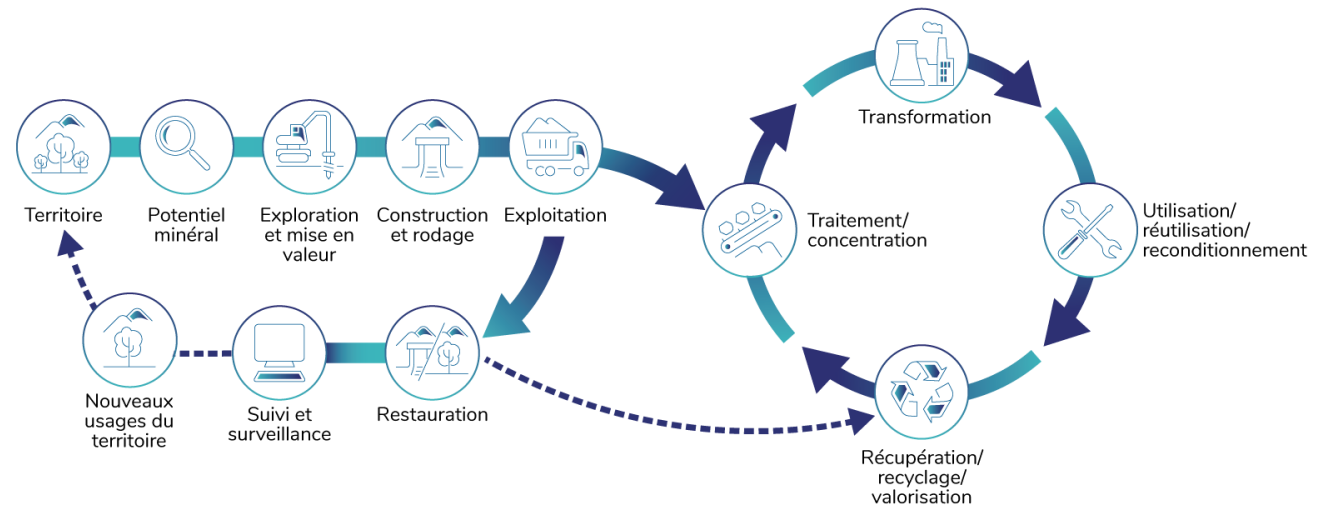 Transformation
Territoire
Potentiel
minéral
Exploration
et mise en
valeur
Construction
et rodage
Exploitation
Traitement/
concentration
Utilisation/
réutilisation/
reconditionnement
Nouveaux
usages du
territoire
Suivi et
surveillance
Restauration
Récupération/
recyclage/
valorisation